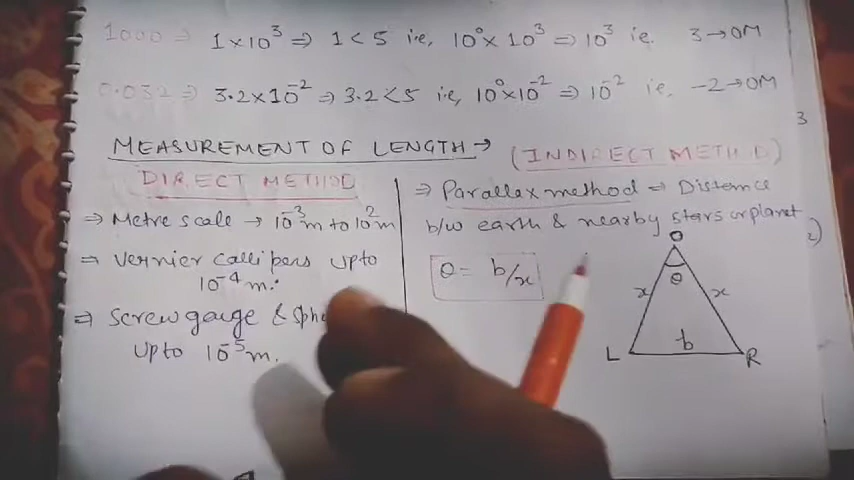 1000 ⇒ 1×10³ ⇒ 1<5 i.e, 10⁰×10³ ⇒ 10³ ie. 3→OM
0.032 ⇒ 3.2×10⁻² ⇒ 3.2<5 i.e, 10⁰×10⁻² ⇒ 10⁻² ie, -2→OM
3
MEASUREMENT OF LENGTH →
DIRECT METHOD
⇒ Metre scale → 10⁻³m to 10²m
⇒ Vernier callipers upto
10⁻⁴m.
⇒ Screw gauge &
upto 10⁻⁵m.
(INDIRECT METHOD)
⇒ Parallax method ⇒ Distance
b/w earth & nearby stars or planet
θ = b/x
O
θ
x x
b
L R
2)